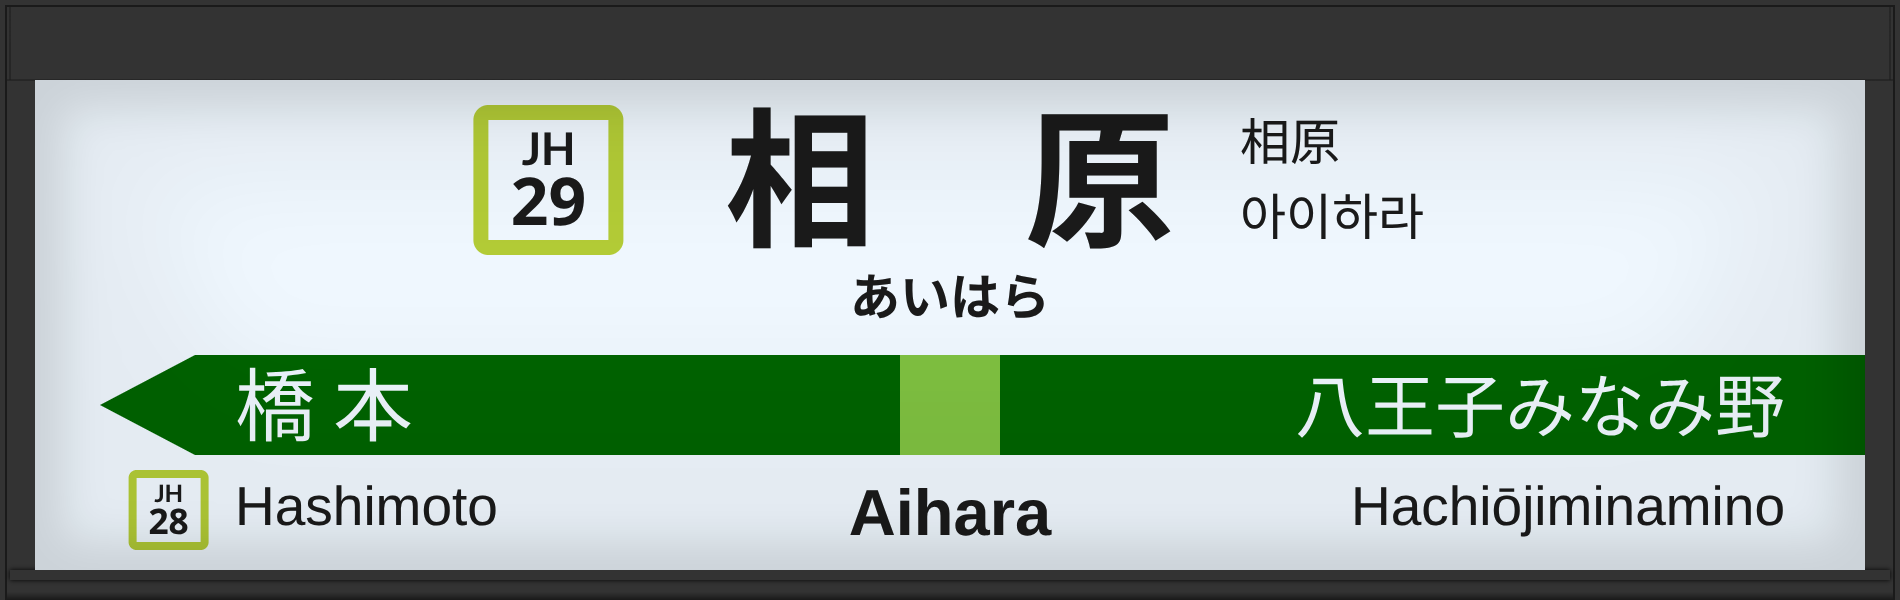 JH
29
相 原
相原
아이하라
あいはら
橋本
八王子みなみ野
JH
28
Hashimoto
Aihara
Hachiōjiminamino